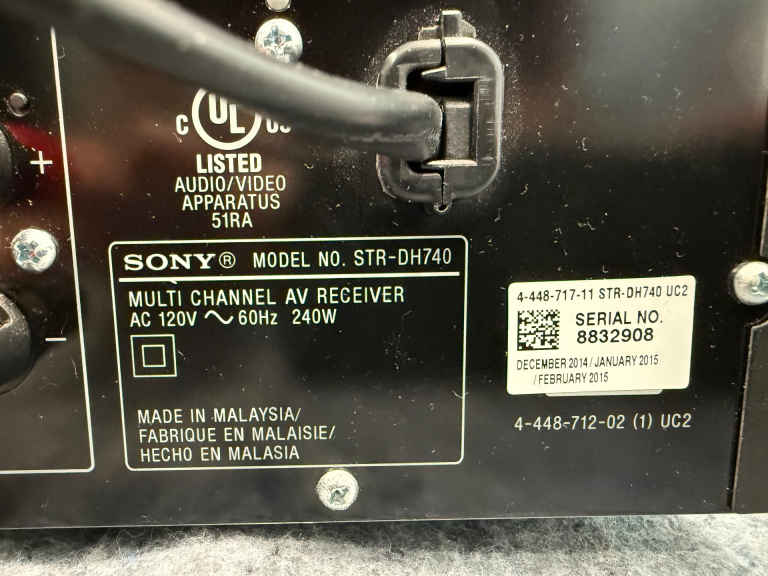 C UL US
LISTED
AUDIO/VIDEO
APPARATUS
51RA
+
SONY® MODEL NO. STR-DH740
MULTI CHANNEL AV RECEIVER
AC 120V ~ 60Hz 240W
−
MADE IN MALAYSIA/
FABRIQUE EN MALAISIE/
HECHO EN MALASIA
4-448-717-11 STR-DH740 UC2
SERIAL NO.
8832908
DECEMBER 2014/JANUARY 2015
/FEBRUARY 2015
4-448-712-02 (1) UC2